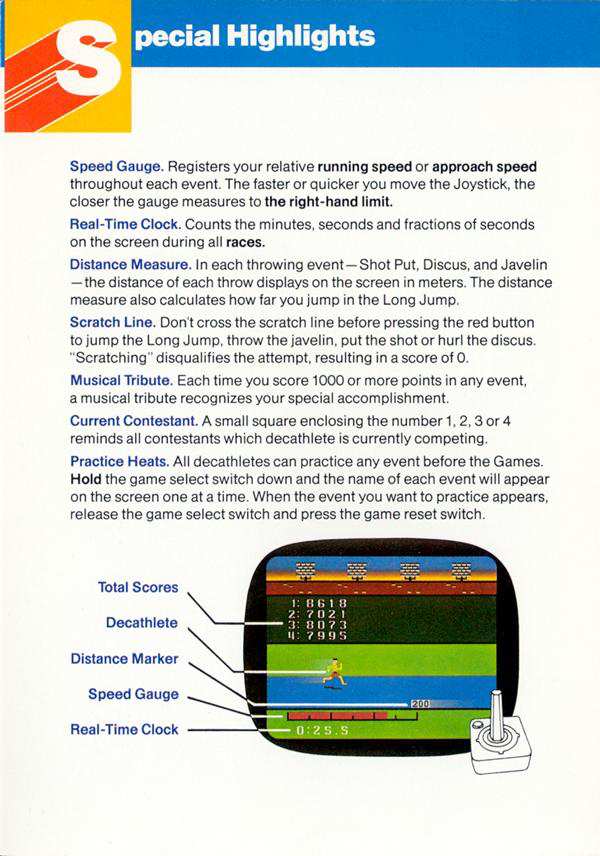 Special Highlights
Speed Gauge. Registers your relative running speed or approach speed
throughout each event. The faster or quicker you move the Joystick, the
closer the gauge measures to the right-hand limit.
Real-Time Clock. Counts the minutes, seconds and fractions of seconds
on the screen during all races.
Distance Measure. In each throwing event—Shot Put, Discus, and Javelin
—the distance of each throw displays on the screen in meters. The distance
measure also calculates how far you jump in the Long Jump.
Scratch Line. Don't cross the scratch line before pressing the red button
to jump the Long Jump, throw the javelin, put the shot or hurl the discus.
"Scratching" disqualifies the attempt, resulting in a score of 0.
Musical Tribute. Each time you score 1000 or more points in any event,
a musical tribute recognizes your special accomplishment.
Current Contestant. A small square enclosing the number 1, 2, 3 or 4
reminds all contestants which decathlete is currently competing.
Practice Heats. All decathletes can practice any event before the Games.
Hold the game select switch down and the name of each event will appear
on the screen one at a time. When the event you want to practice appears,
release the game select switch and press the game reset switch.
Total Scores
1: 8618
2: 7021
3: 8073
4: 7995
Decathlete
Distance Marker
200
Speed Gauge
Real-Time Clock
0:25.5